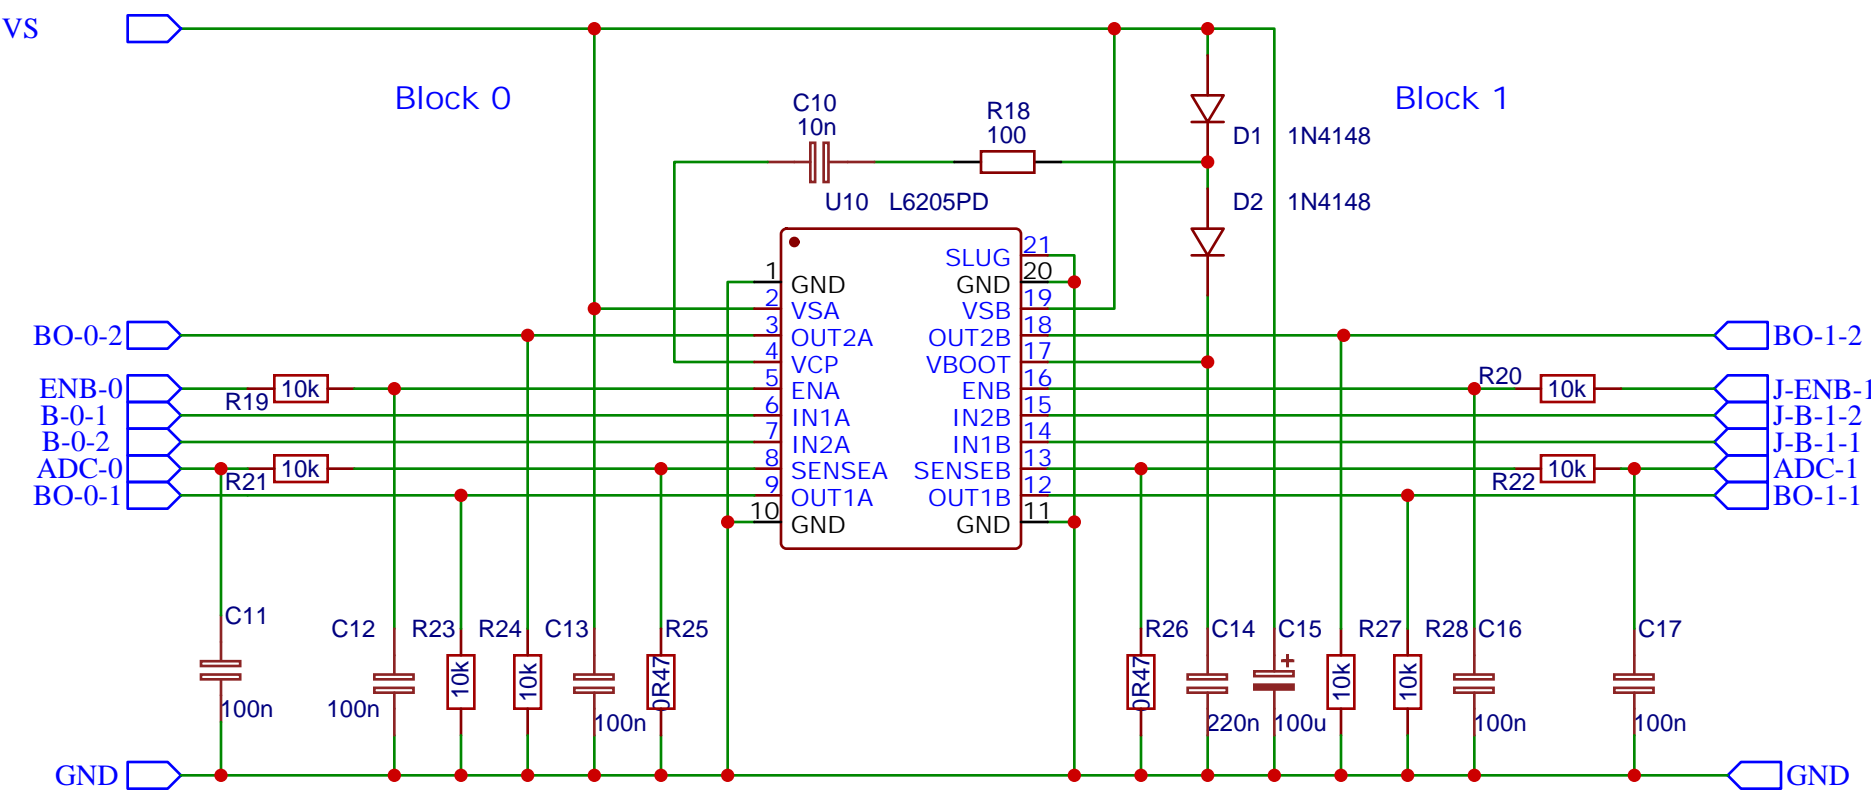 VS
Block 0
Block 1
C10
10n
R18
100
D1 1N4148
U10 L6205PD
D2 1N4148
SLUG 21
1 GND
GND 20
2 VSA
VSB 19
BO-0-2
3 OUT2A
OUT2B 18
BO-1-2
4 VCP
VBOOT 17
ENB-0
R19
10k
5 ENA
ENB 16
R20
10k
J-ENB-1
B-0-1
6 IN1A
IN2B 15
J-B-1-2
B-0-2
7 IN2A
IN1B 14
J-B-1-1
ADC-0
R21
10k
8 SENSEA
SENSEB 13
R22
10k
ADC-1
BO-0-1
9 OUT1A
OUT1B 12
BO-1-1
10 GND
GND 11
C11
100n
C12
100n
R23
10k
R24
10k
C13
100n
R25
0R47
R26
0R47
C14
220n
C15
+
100u
R27
10k
R28
10k
C16
100n
C17
100n
GND
GND